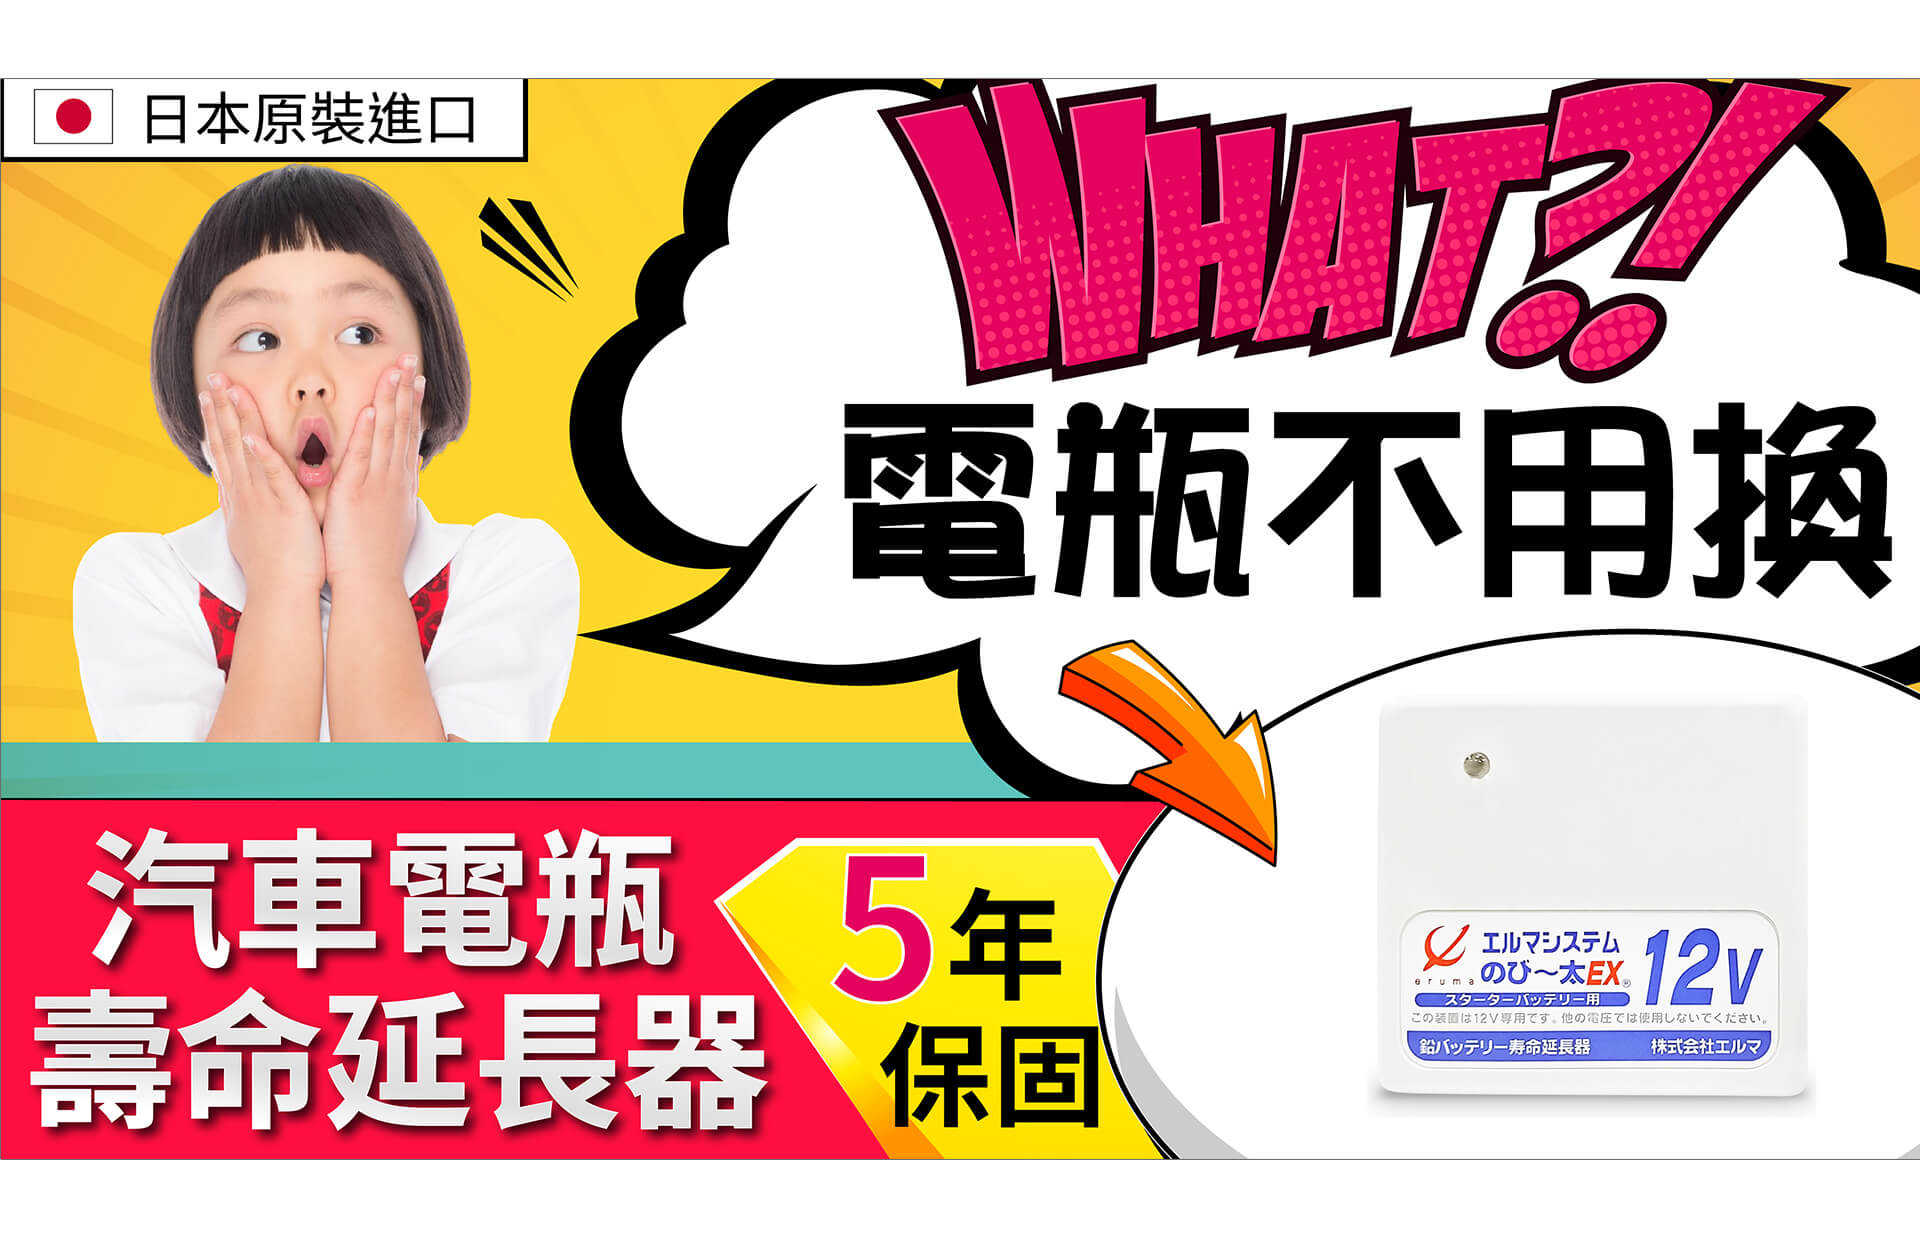 日本原裝進口
WHAT?!
電瓶不用換
汽車電瓶
壽命延長器
5年
保固
eruma
エルマシステム
のび～太EX®
12V
スターターバッテリー用
この装置は12V専用です。他の電圧では使用しないでください。
鉛バッテリー寿命延長器 株式会社エルマ